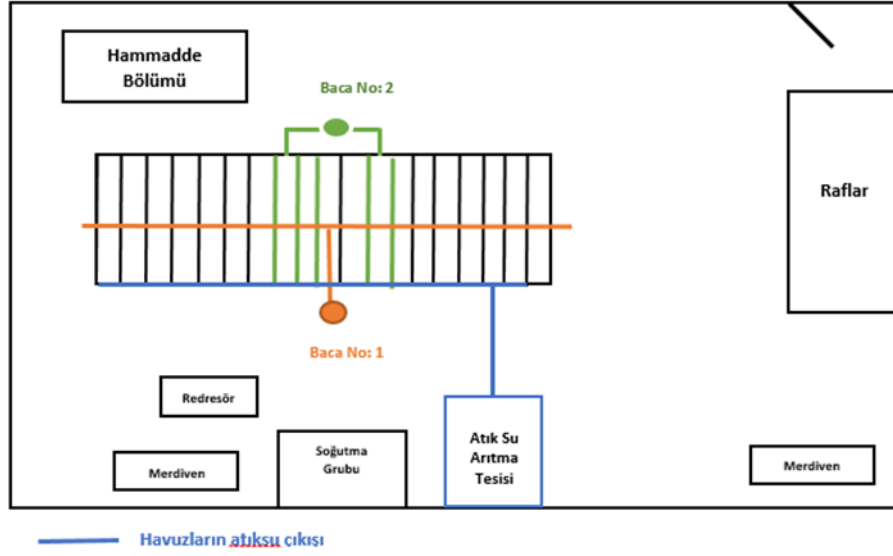 Hammadde
Bölümü
Baca No: 2
Raflar
Baca No: 1
Redresör
Soğutma
Grubu
Atık Su
Arıtma
Tesisi
Merdiven
Merdiven
Havuzların atıksu çıkışı